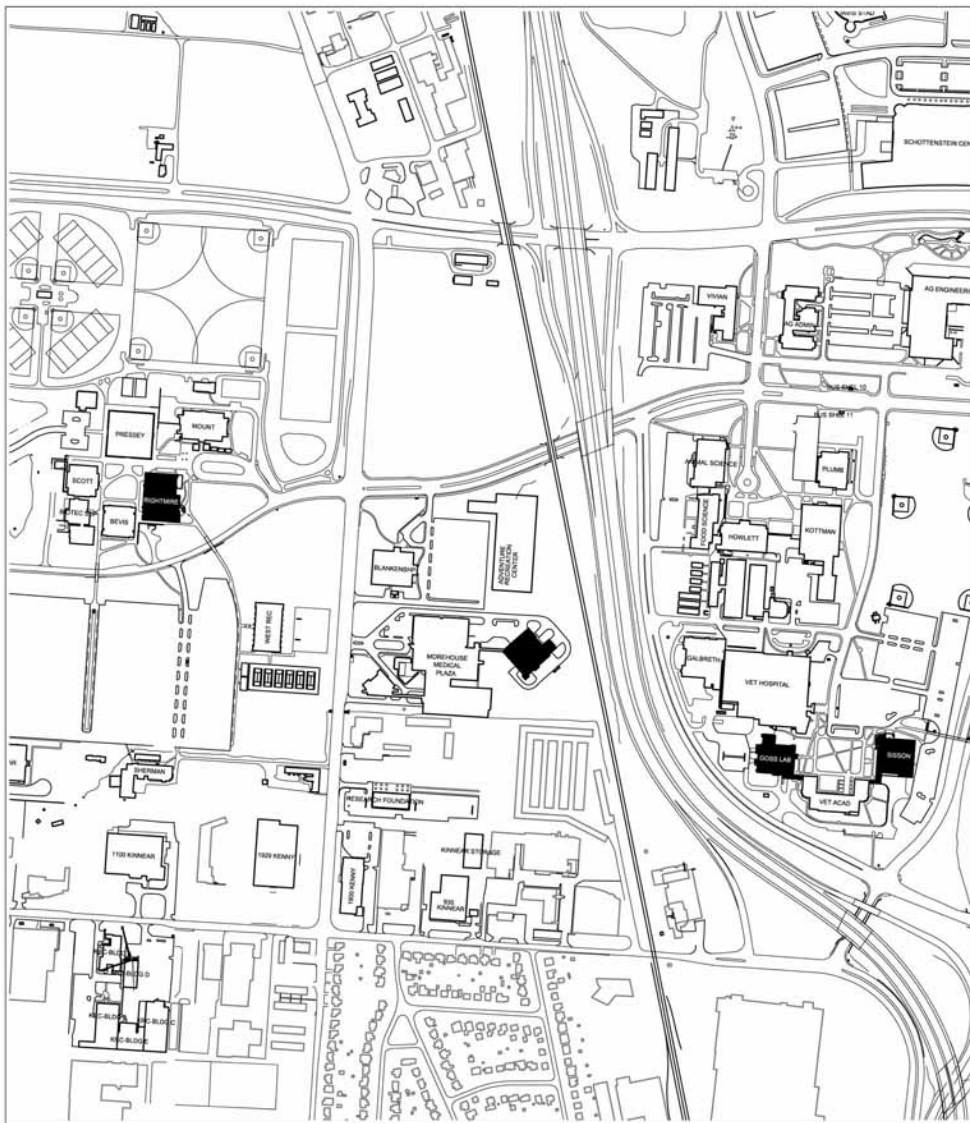 SCHOTTENSTEIN CEN
VIVIAN
AG ADMIN
AG ENGINEERI
BUS SHEL 10
BUS SHEL 11
MOUNT
PRESSEY
SCOTT
RIGHTMIRE
BEVIS
ANIMAL SCIENCE
PLUMB
FOOD SCIENCE
HOWLETT
KOTTMAN
BLANKENSHIP
ADVENTURE
RECREATION
CENTER
WEST REC
MOREHOUSE
MEDICAL
PLAZA
GALBRETH
VET HOSPITAL
GOSS LAB
SISSON
VET ACAD
SHERMAN
RESEARCH FOUNDATION
1100 KINNEAR
1929 KENNY
KINNEAR STORAGE
930
KINNEAR
KRC-BLDG C
KRC-BLDG E